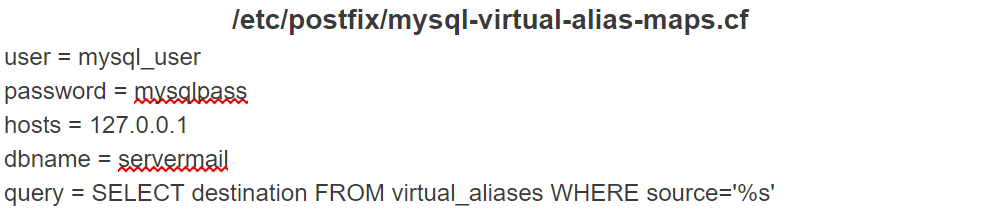 /etc/postfix/mysql-virtual-alias-maps.cf
user = mysql_user
password = mysqlpass
hosts = 127.0.0.1
dbname = servermail
query = SELECT destination FROM virtual_aliases WHERE source='%s'